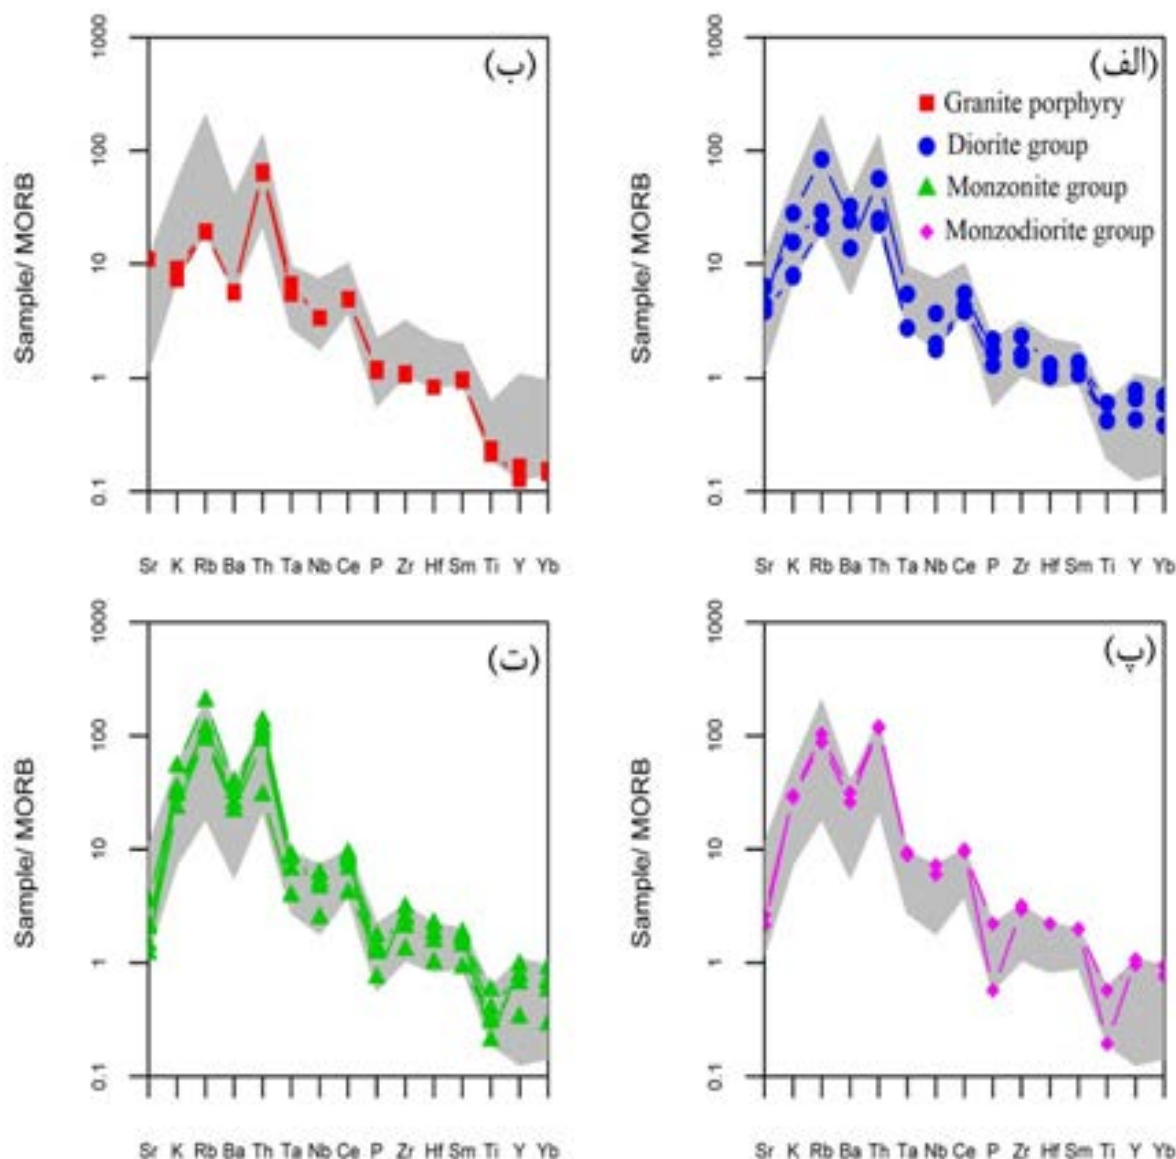 (الف)
Granite porphyry
Diorite group
Monzonite group
Monzodiorite group
Sample/ MORB
1000
100
10
1
0.1
Sr K Rb Ba Th Ta Nb Ce P Zr Hf Sm Ti Y Yb
(ب)
Sample/ MORB
1000
100
10
1
0.1
Sr K Rb Ba Th Ta Nb Ce P Zr Hf Sm Ti Y Yb
(پ)
Sample/ MORB
1000
100
10
1
0.1
Sr K Rb Ba Th Ta Nb Ce P Zr Hf Sm Ti Y Yb
(ت)
Sample/ MORB
1000
100
10
1
0.1
Sr K Rb Ba Th Ta Nb Ce P Zr Hf Sm Ti Y Yb